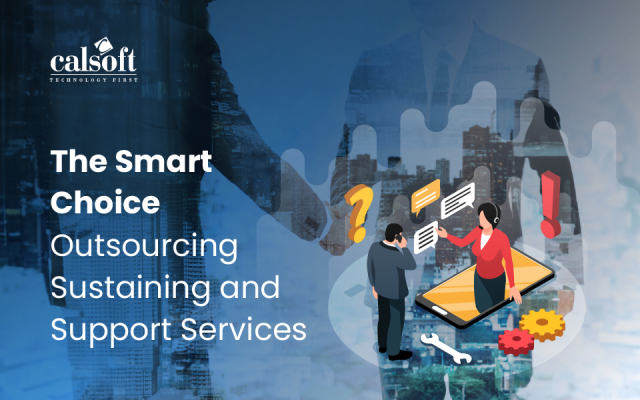 calsoft
TECHNOLOGY FIRST
The Smart
Choice
Outsourcing
Sustaining and
Support Services